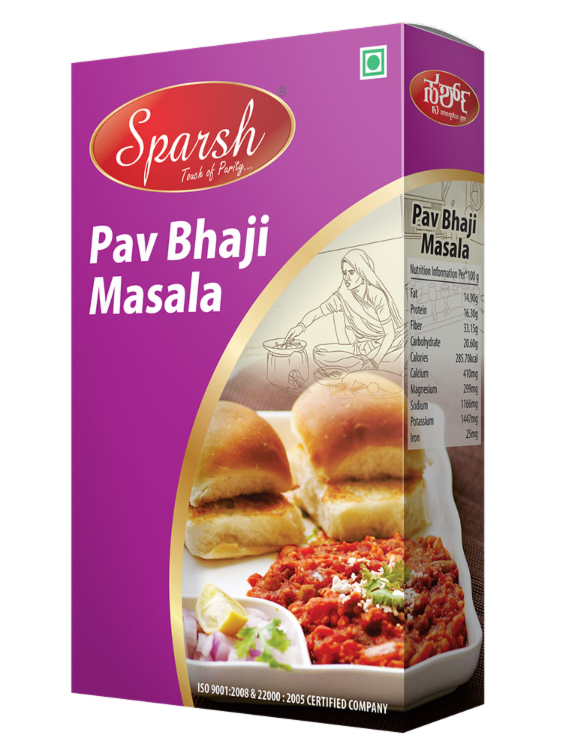 Sparsh
®
Touch of Purity...
Pav Bhaji
Masala
ISO 9001:2008 & 22000 : 2005 CERTIFIED COMPANY
ಸ್ಪರ್ಶ್
Pav Bhaji
Masala
Nutrition Information Per*100 g
Fat 14.90g
Protein 16.30g
Fiber 33.15g
Carbohydrate 20.60g
Calories 285.70kcal
Calcium 410mg
Magnesium 299mg
Sodium 1166mg
Potassium 1447mg
Iron 25mg